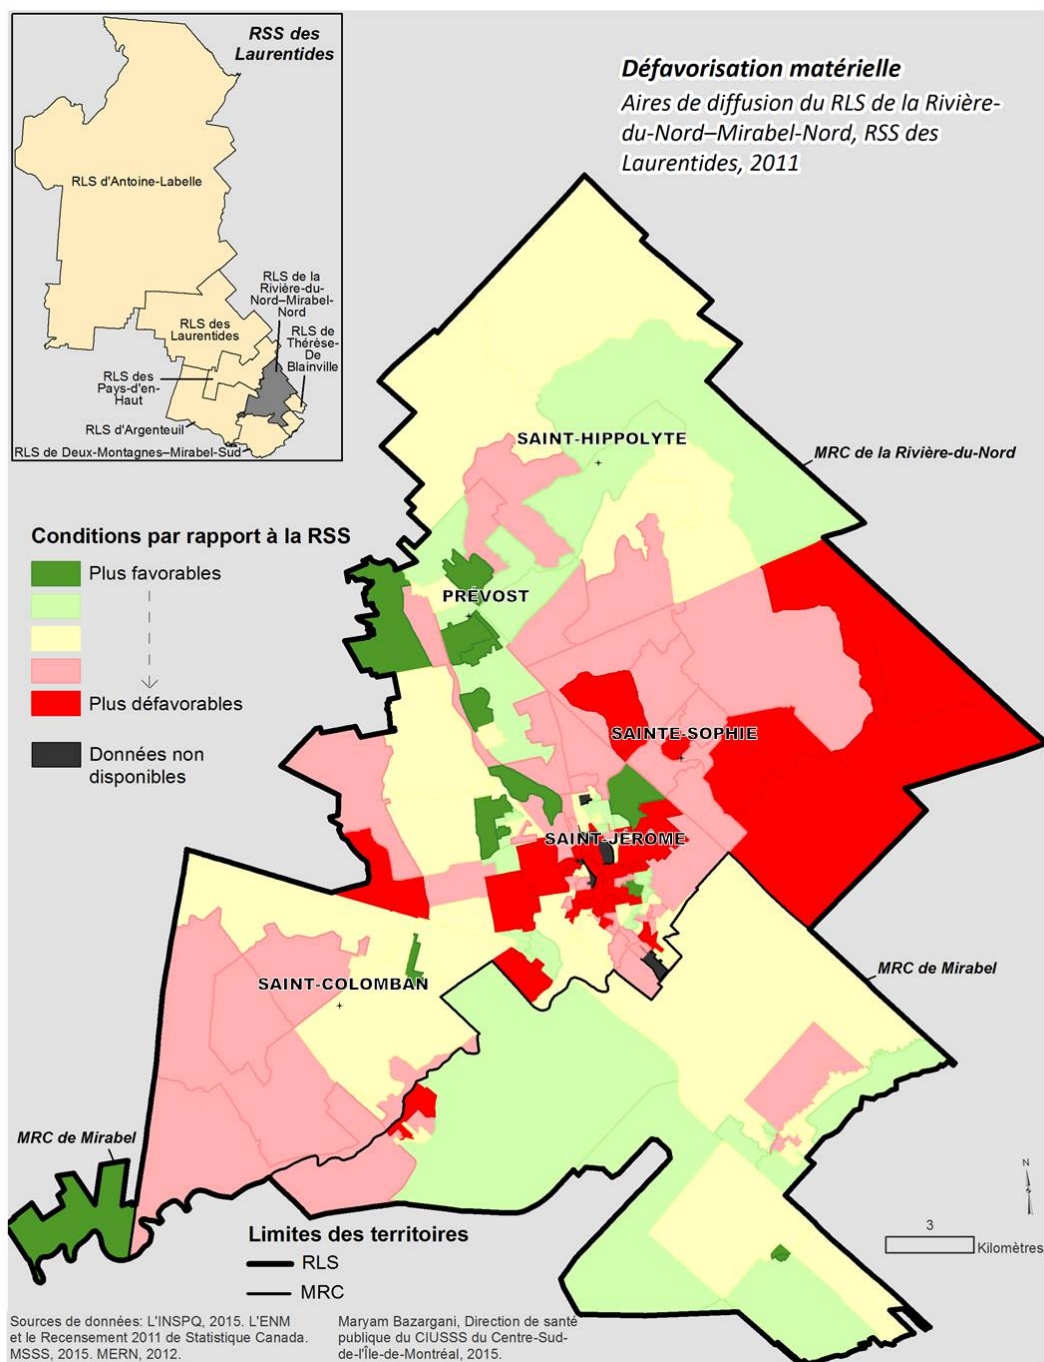 RSS des
Laurentides
RLS d'Antoine-Labelle
RLS de la
Rivière-du-
Nord–Mirabel-
Nord
RLS des
Laurentides
RLS de
Thérèse-
De
Blainville
RLS des
Pays-d'en-
Haut
RLS d'Argenteuil
RLS de Deux-Montagnes–Mirabel-Sud
Défavorisation matérielle
Aires de diffusion du RLS de la Rivière-
du-Nord–Mirabel-Nord, RSS des
Laurentides, 2011
SAINT-HIPPOLYTE
MRC de la Rivière-du-Nord
Conditions par rapport à la RSS
Plus favorables
Plus défavorables
Données non
disponibles
PRÉVOST
SAINTE-SOPHIE
SAINT-JÉRÔME
SAINT-COLOMBAN
MRC de Mirabel
MRC de Mirabel
N
3
Kilomètres
Limites des territoires
RLS
MRC
Sources de données: L'INSPQ, 2015. L'ENM
et le Recensement 2011 de Statistique Canada.
MSSS, 2015. MERN, 2012.
Maryam Bazargani, Direction de santé
publique du CIUSSS du Centre-Sud-
de-l'Île-de-Montréal, 2015.